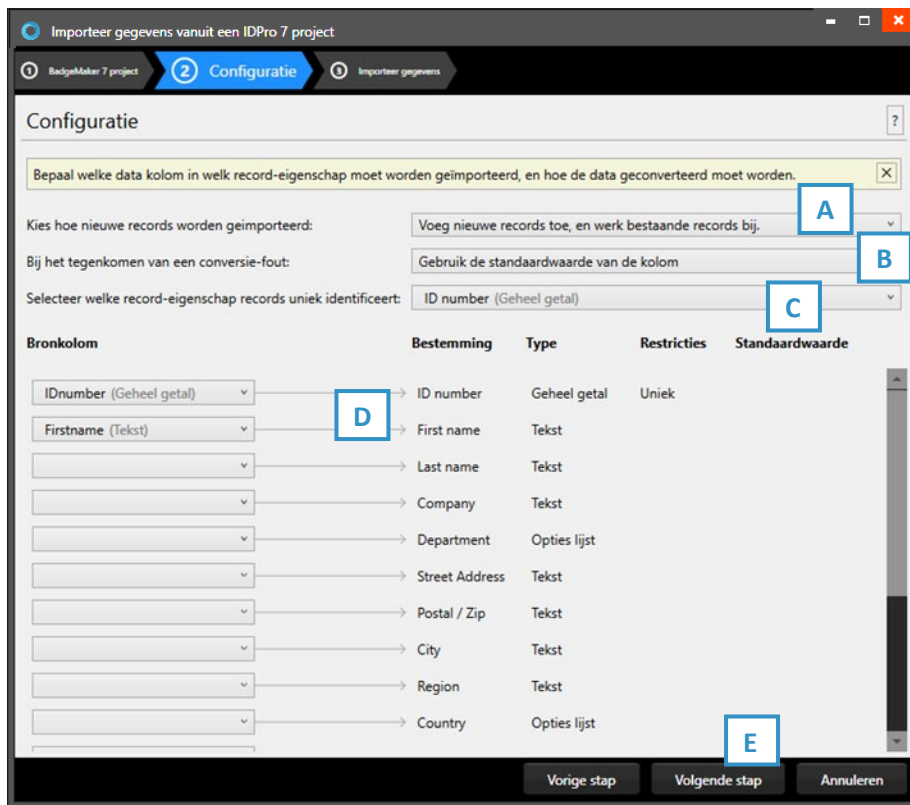 Importeer gegevens vanuit een IDPro 7 project
1 BadgeMaker 7 project 2 Configuratie 3 Importeer gegevens
Configuratie ?
Bepaal welke data kolom in welk record-eigenschap moet worden geïmporteerd, en hoe de data geconverteerd moet worden.
A
Kies hoe nieuwe records worden geimporteerd: Voeg nieuwe records toe, en werk bestaande records bij.
Bij het tegenkomen van een conversie-fout: Gebruik de standaardwaarde van de kolom B
Selecteer welke record-eigenschap records uniek identificeert: ID number (Geheel getal)
C
Bronkolom Bestemming Type Restricties Standaardwaarde
IDnumber (Geheel getal) ID number Geheel getal Uniek
D
Firstname (Tekst) First name Tekst
Last name Tekst
Company Tekst
Department Opties lijst
Street Address Tekst
Postal / Zip Tekst
City Tekst
Region Tekst
Country Opties lijst
E
Vorige stap Volgende stap Annuleren